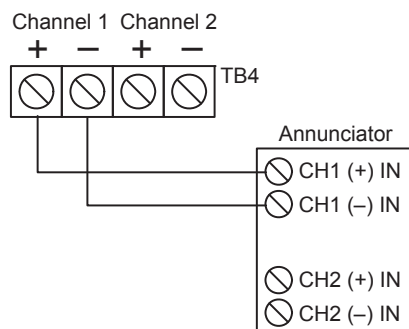 Channel 1 Channel 2
+ – + –
TB4
Annunciator
CH1 (+) IN
CH1 (–) IN
CH2 (+) IN
CH2 (–) IN